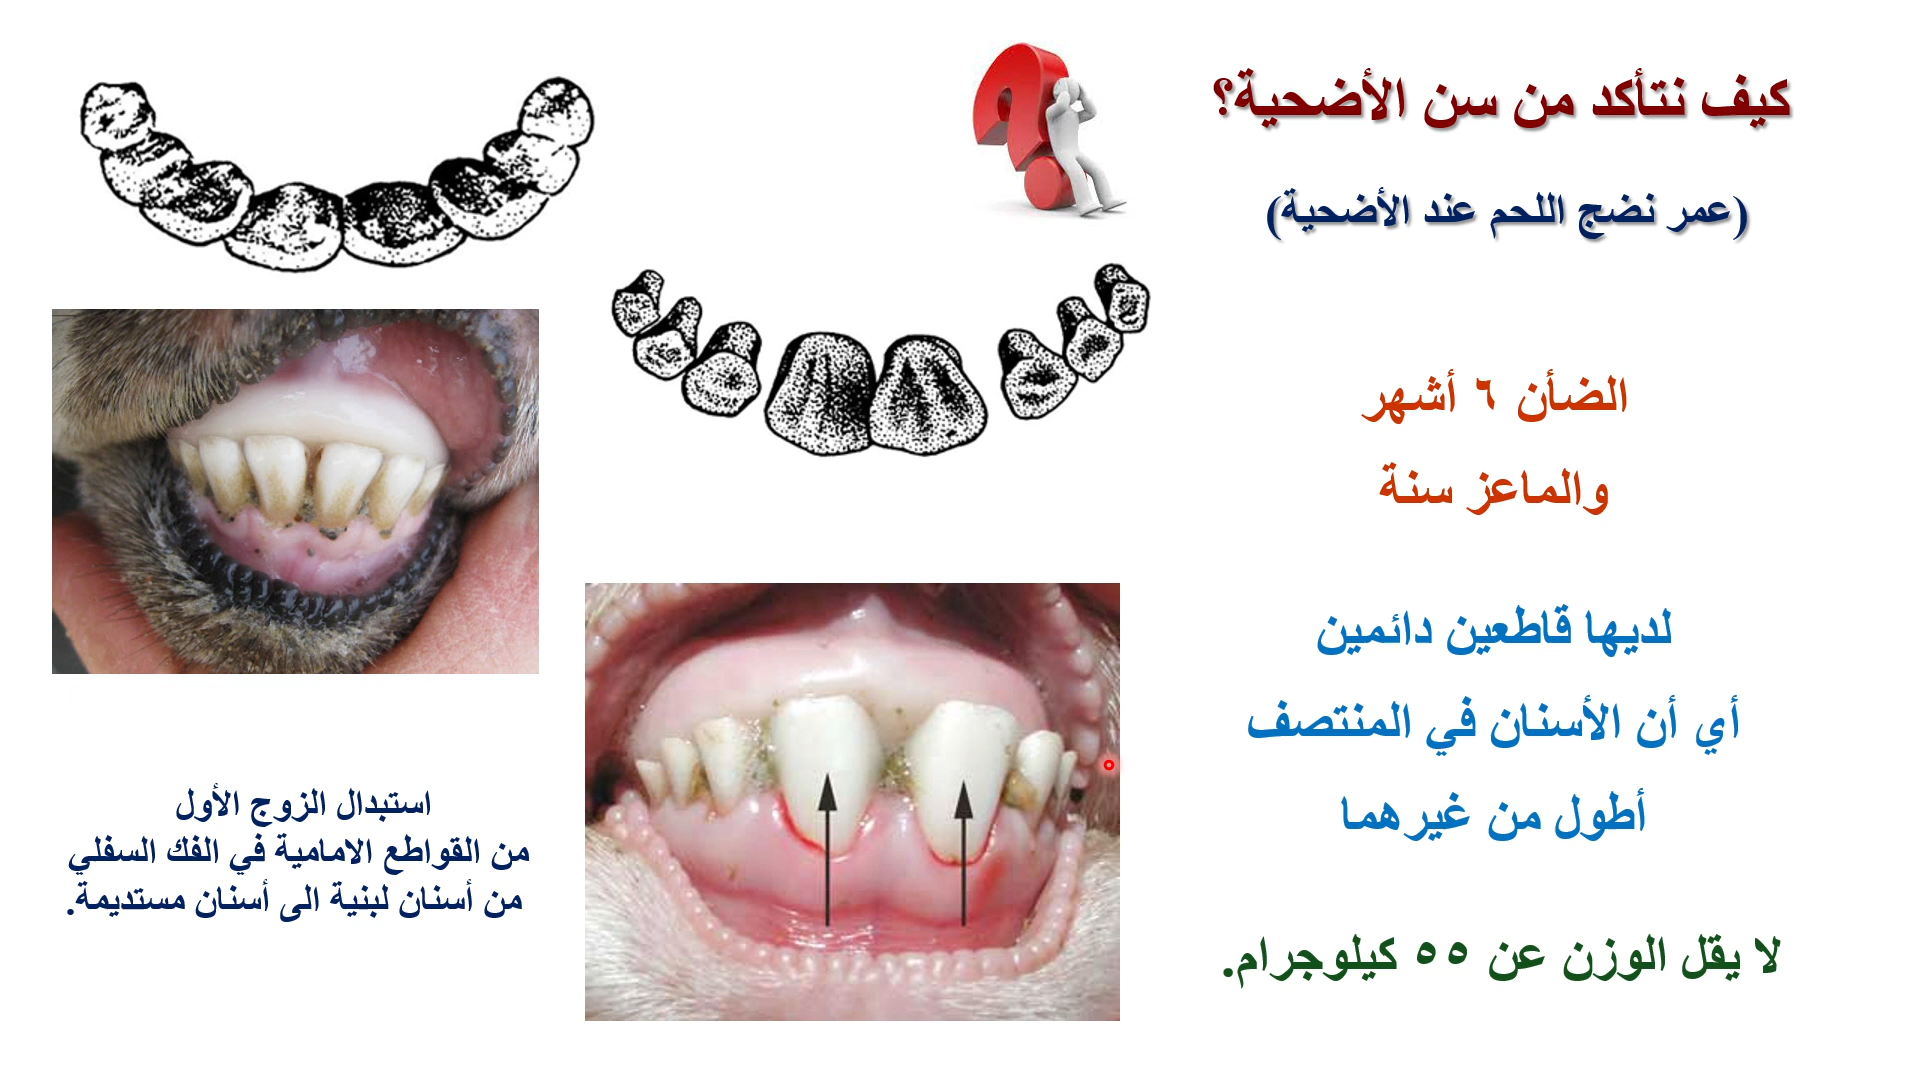 كيف نتأكد من سن الأضحية؟
(عمر نضج اللحم عند الأضحية)
الضأن ٦ أشهر
والماعز سنة
لديها قاطعين دائمين
أي أن الأسنان في المنتصف
أطول من غيرهما
لا يقل الوزن عن ٥٥ كيلوجرام.
استبدال الزوج الأول
من القواطع الامامية في الفك السفلي
من أسنان لبنية الى أسنان مستديمة.